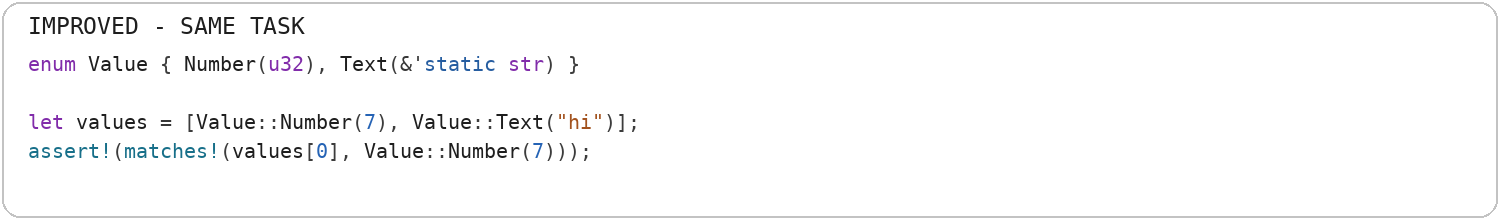 IMPROVED - SAME TASK
enum Value { Number(u32), Text(&'static str) }
let values = [Value::Number(7), Value::Text("hi")];
assert!(matches!(values[0], Value::Number(7)));